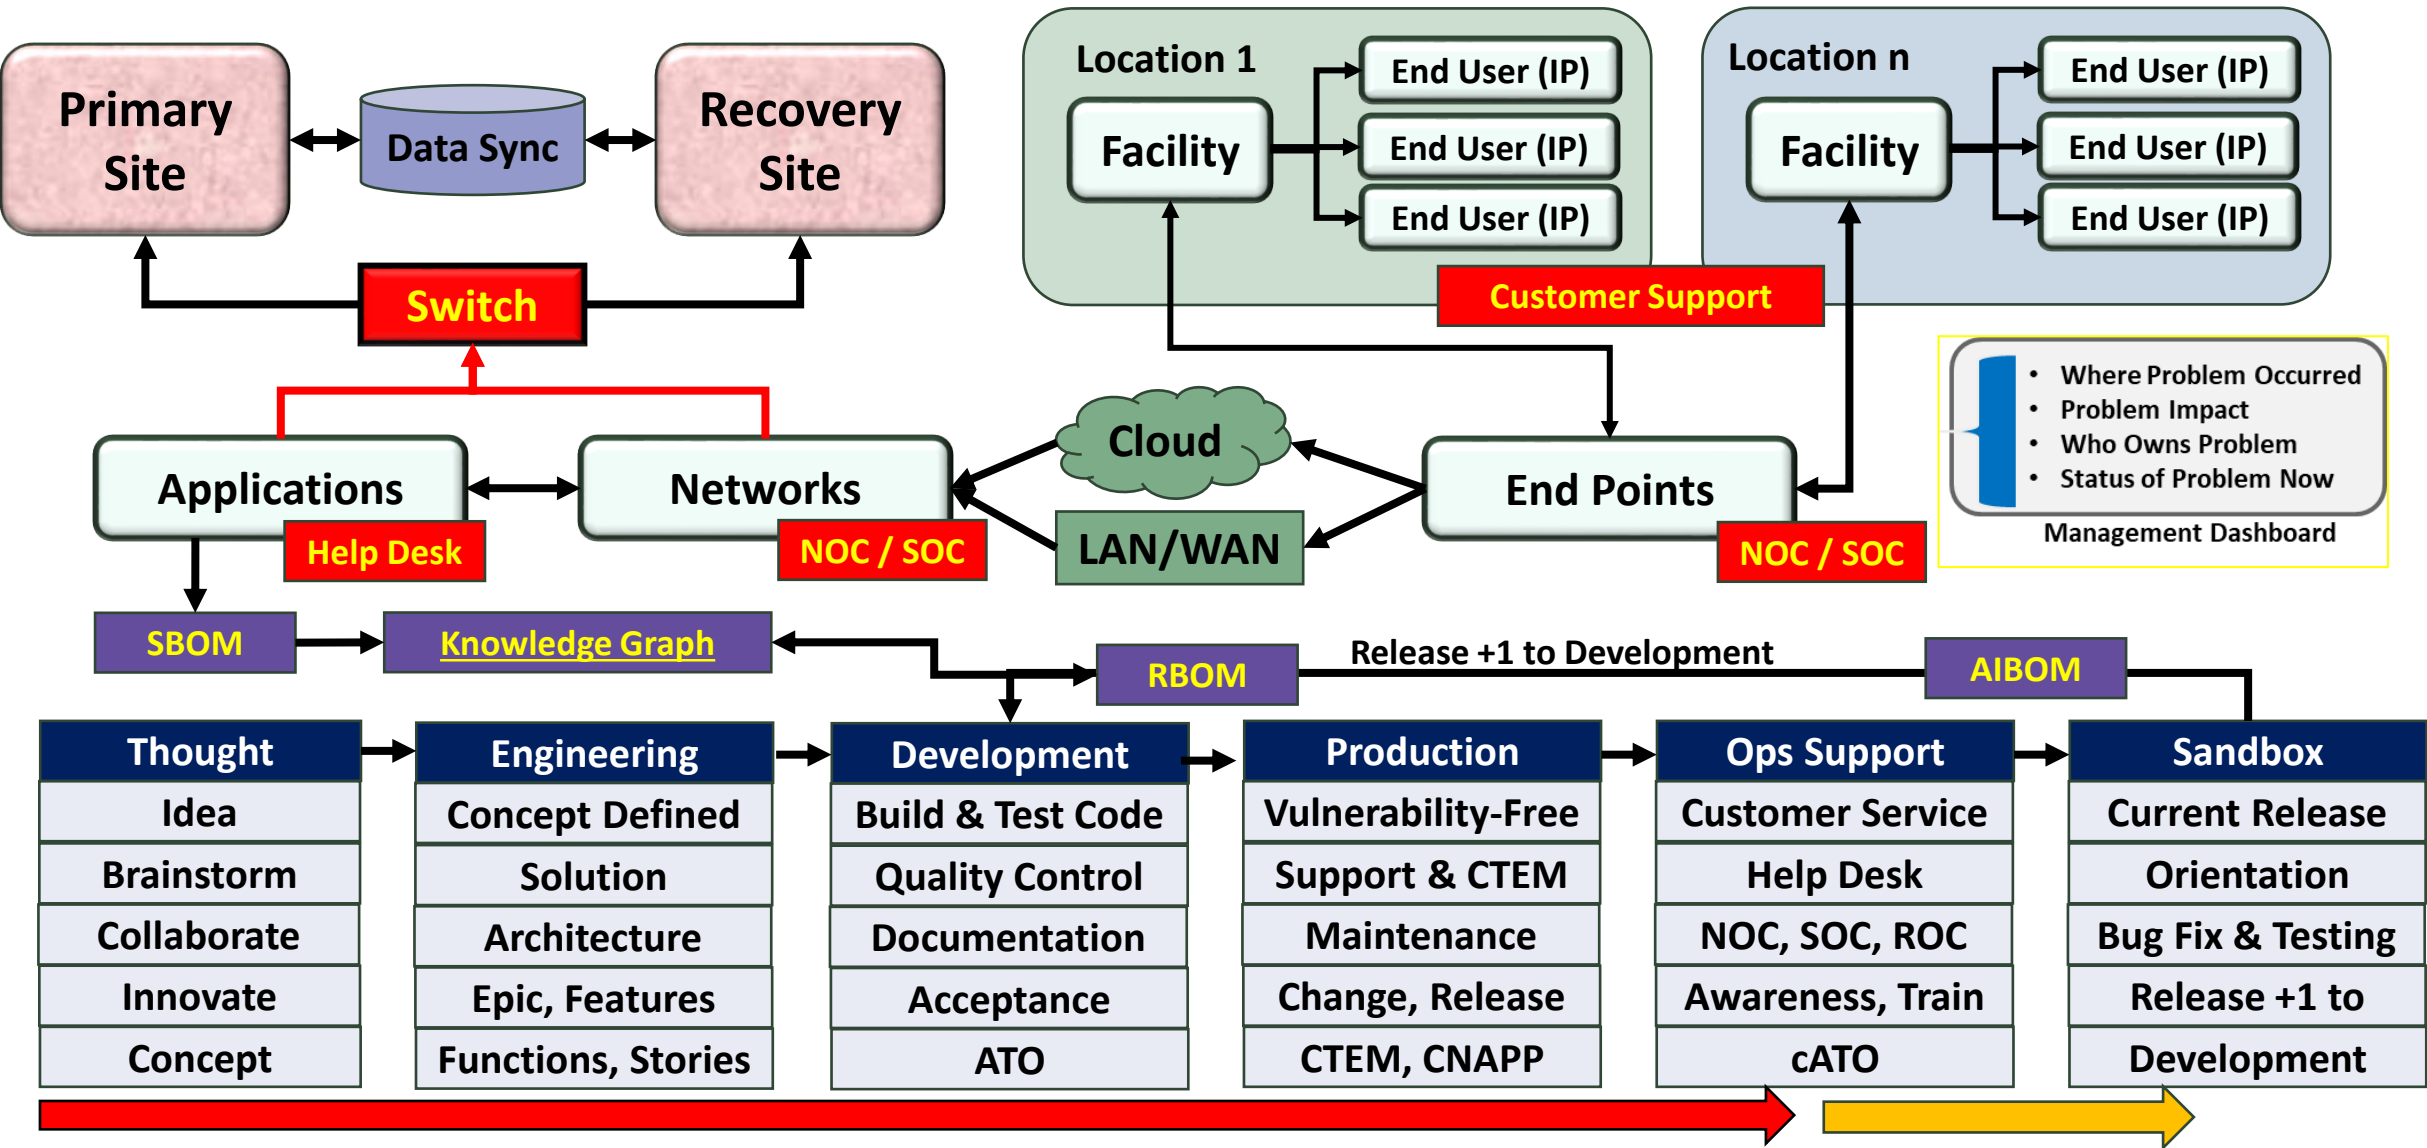 Primary
Site
Data Sync
Recovery
Site
Switch
Location 1
Facility
End User (IP)
End User (IP)
End User (IP)
Location n
Facility
End User (IP)
End User (IP)
End User (IP)
Customer Support
Applications
Help Desk
Networks
NOC / SOC
Cloud
LAN/WAN
End Points
NOC / SOC
• Where Problem Occurred
• Problem Impact
• Who Owns Problem
• Status of Problem Now
Management Dashboard
SBOM
Knowledge Graph
RBOM
Release +1 to Development
AIBOM
Thought
Idea
Brainstorm
Collaborate
Innovate
Concept
Engineering
Concept Defined
Solution
Architecture
Epic, Features
Functions, Stories
Development
Build & Test Code
Quality Control
Documentation
Acceptance
ATO
Production
Vulnerability-Free
Support & CTEM
Maintenance
Change, Release
CTEM, CNAPP
Ops Support
Customer Service
Help Desk
NOC, SOC, ROC
Awareness, Train
cATO
Sandbox
Current Release
Orientation
Bug Fix & Testing
Release +1 to
Development